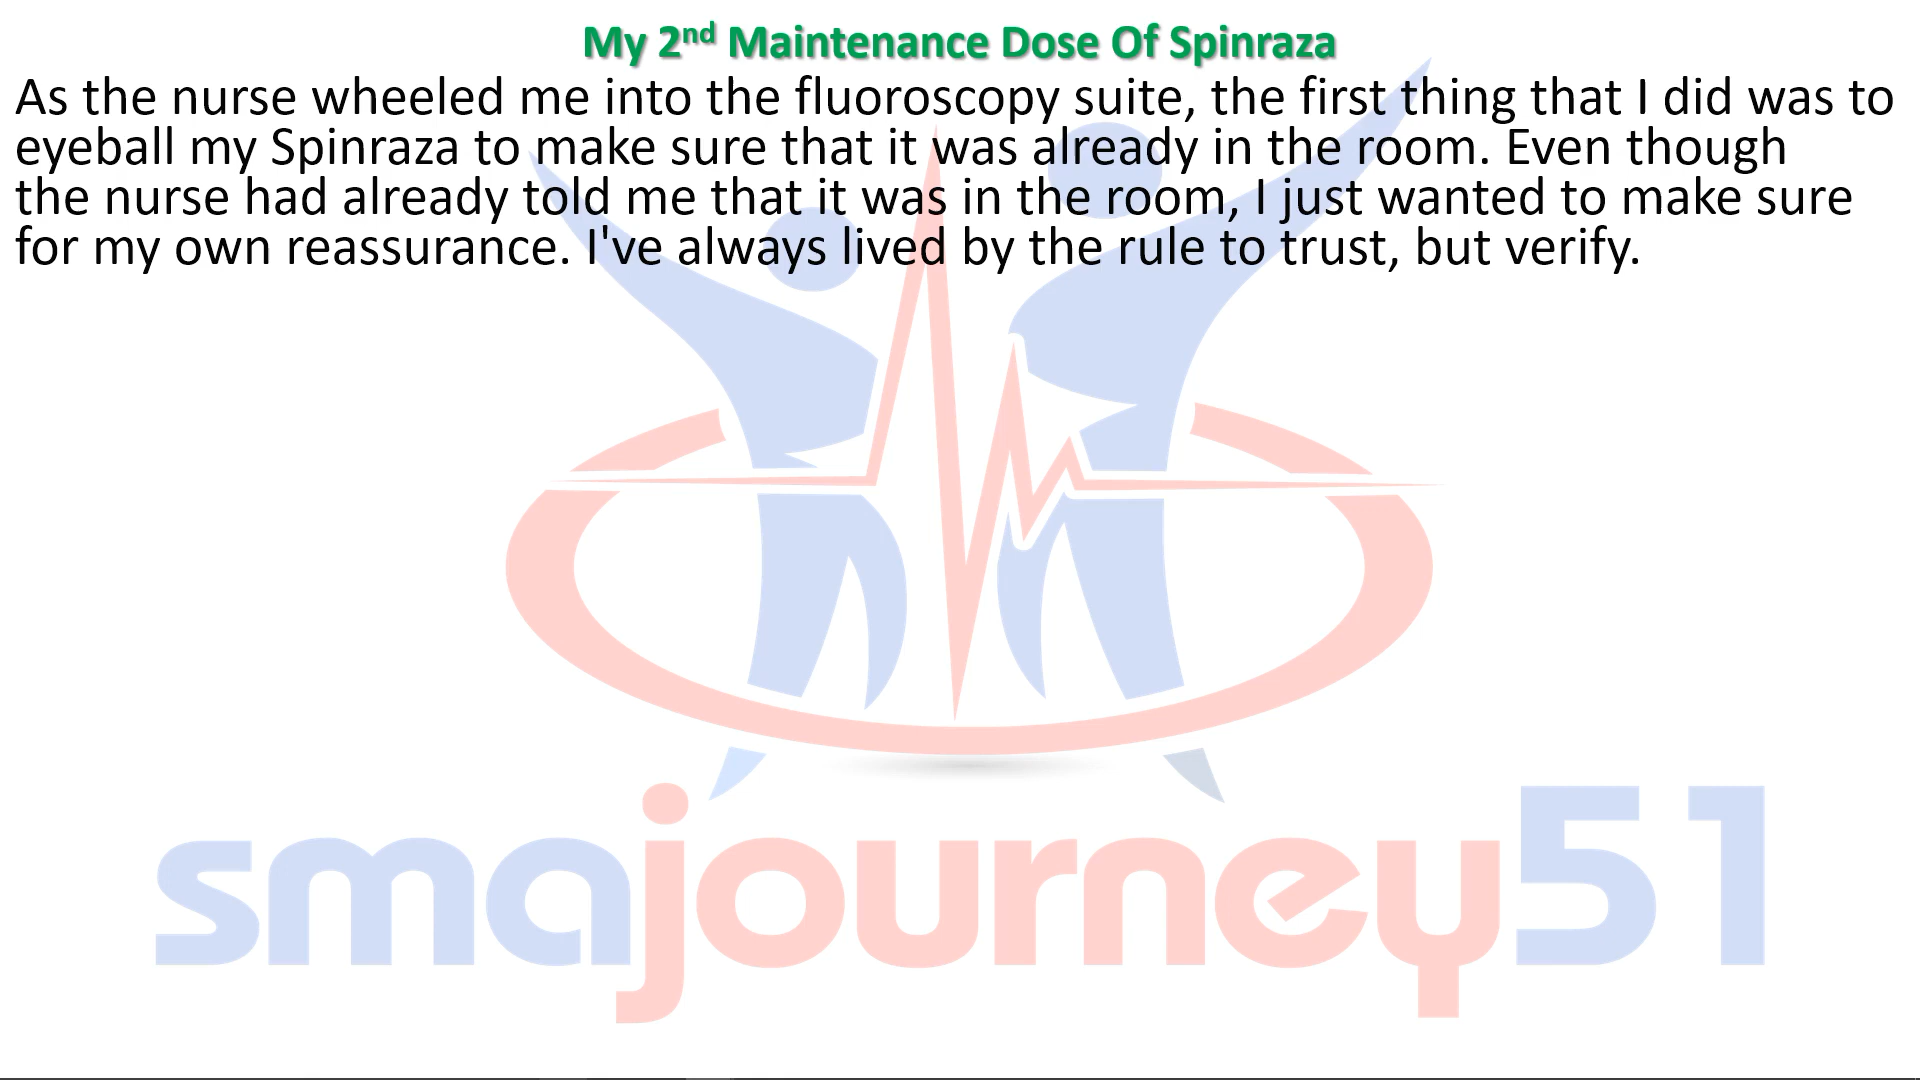 My 2nd Maintenance Dose Of Spinraza
As the nurse wheeled me into the fluoroscopy suite, the first thing that I did was to
eyeball my Spinraza to make sure that it was already in the room. Even though
the nurse had already told me that it was in the room, I just wanted to make sure
for my own reassurance. I've always lived by the rule to trust, but verify.
smajourney51